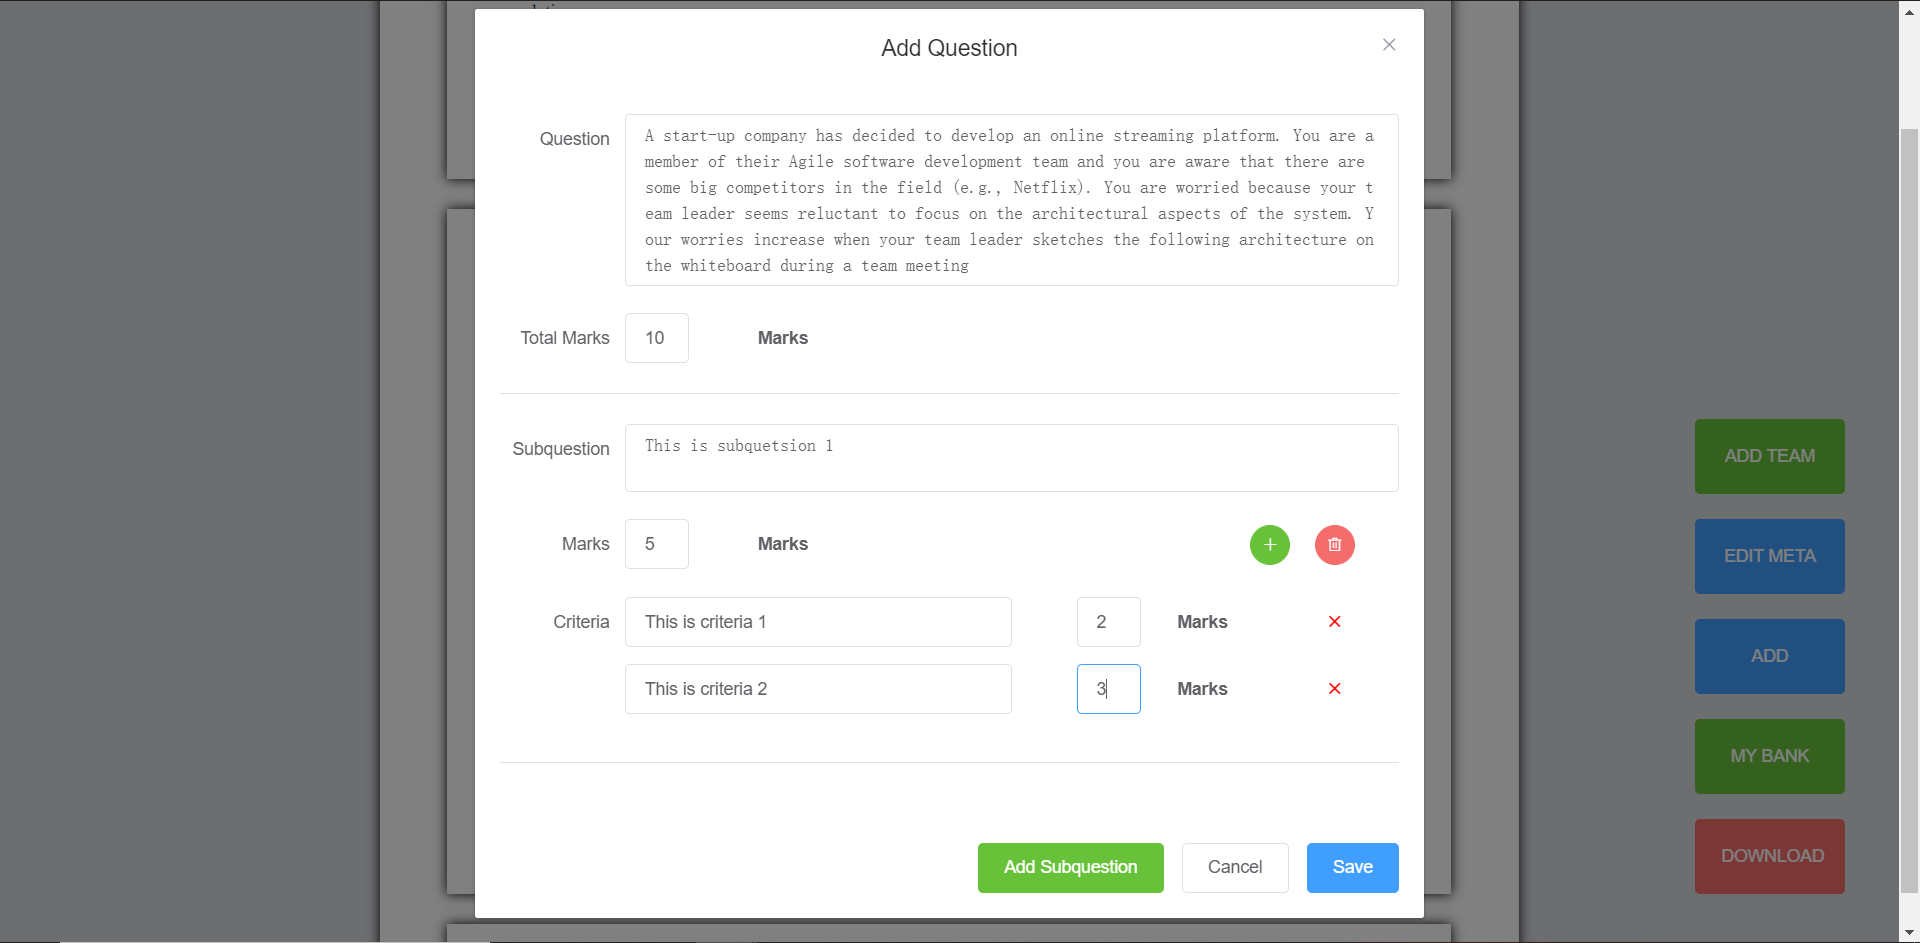 Add Question
Question
A start-up company has decided to develop an online streaming platform. You are a
member of their Agile software development team and you are aware that there are
some big competitors in the field (e.g., Netflix). You are worried because your t
eam leader seems reluctant to focus on the architectural aspects of the system. Y
our worries increase when your team leader sketches the following architecture on
the whiteboard during a team meeting
Total Marks 10 Marks
Subquestion This is subquetsion 1
Marks 5 Marks
Criteria This is criteria 1 2 Marks
This is criteria 2 3 Marks
Add Subquestion Cancel Save
ADD TEAM
EDIT META
ADD
MY BANK
DOWNLOAD